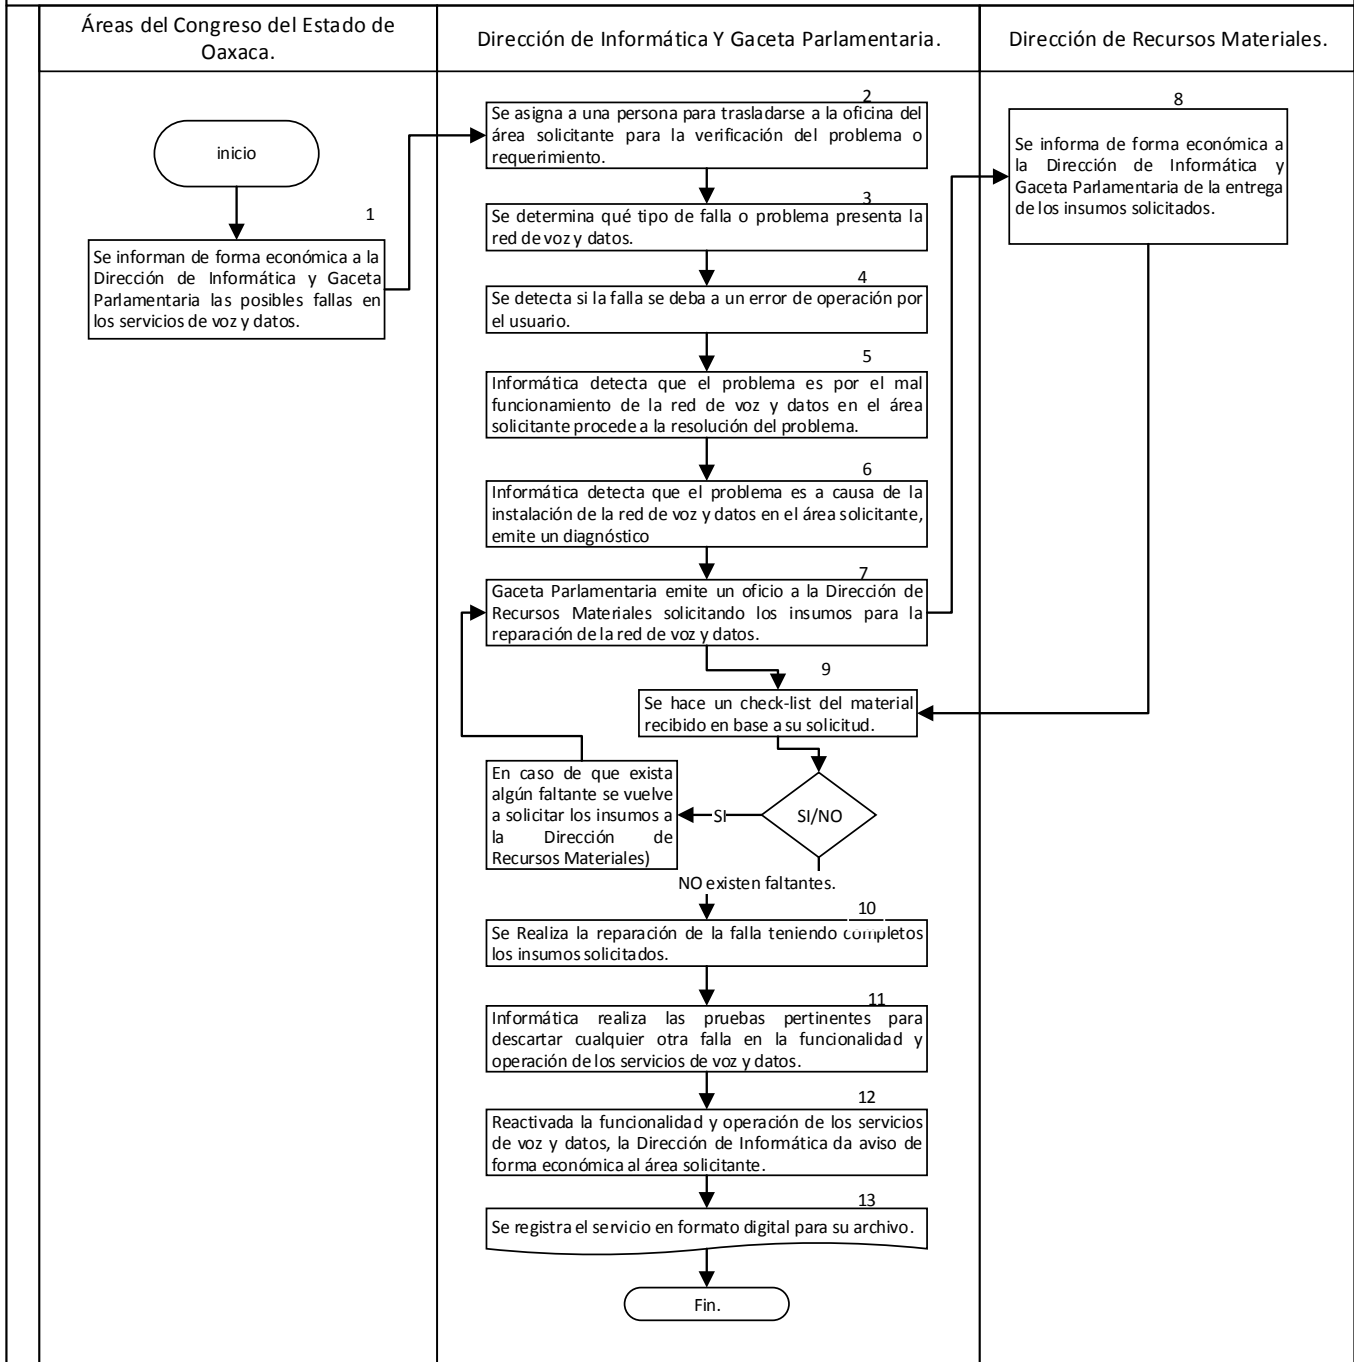 Áreas del Congreso del Estado de
Oaxaca.
Dirección de Informática Y Gaceta Parlamentaria.
Dirección de Recursos Materiales.
inicio
1
Se informan de forma económica a la
Dirección de Informática y Gaceta
Parlamentaria las posibles fallas en
los servicios de voz y datos.
2
Se asigna a una persona para trasladarse a la oficina del
área solicitante para la verificación del problema o
requerimiento.
3
Se determina qué tipo de falla o problema presenta la
red de voz y datos.
4
Se detecta si la falla se deba a un error de operación por
el usuario.
5
Informática detecta que el problema es por el mal
funcionamiento de la red de voz y datos en el área
solicitante procede a la resolución del problema.
6
Informática detecta que el problema es a causa de la
instalación de la red de voz y datos en el área solicitante,
emite un diagnóstico
7
Gaceta Parlamentaria emite un oficio a la Dirección de
Recursos Materiales solicitando los insumos para la
reparación de la red de voz y datos.
8
Se informa de forma económica a
la Dirección de Informática y
Gaceta Parlamentaria de la entrega
de los insumos solicitados.
9
Se hace un check-list del material
recibido en base a su solicitud.
SI/NO
SI
En caso de que exista
algún faltante se vuelve
a solicitar los insumos a
la Dirección de
Recursos Materiales)
NO existen faltantes.
10
Se Realiza la reparación de la falla teniendo completos
los insumos solicitados.
11
Informática realiza las pruebas pertinentes para
descartar cualquier otra falla en la funcionalidad y
operación de los servicios de voz y datos.
12
Reactivada la funcionalidad y operación de los servicios
de voz y datos, la Dirección de Informática da aviso de
forma económica al área solicitante.
13
Se registra el servicio en formato digital para su archivo.
Fin.